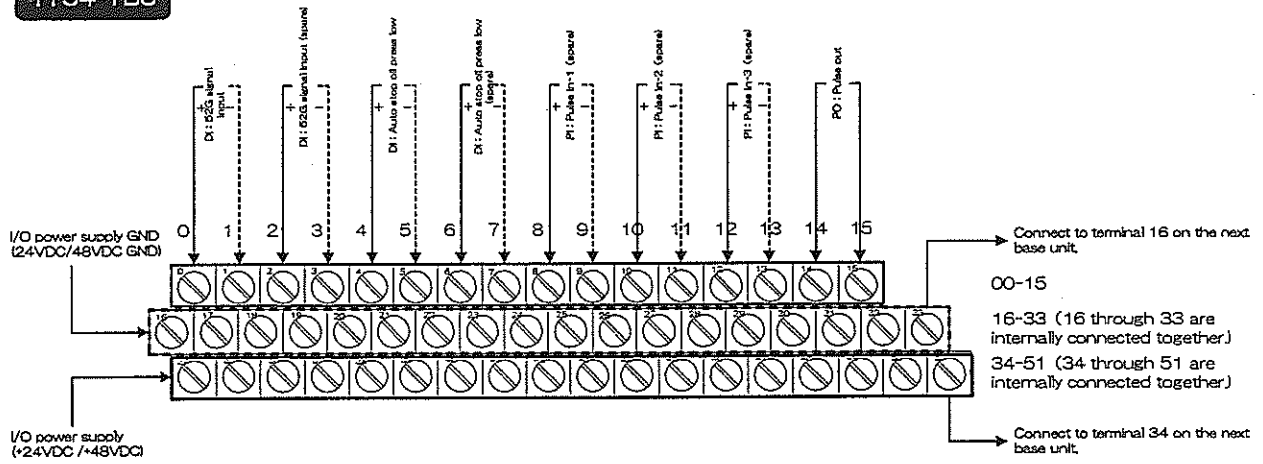 DI : 52G signal
input
DI : 52G signal input (spare)
DI : Auto stop oil press low
DI : Auto stop oil press low
(spare)
PI : Pulse in-1 (spare)
PI : Pulse in-2 (spare)
PI : Pulse in-3 (spare)
PO : Pulse out
+ -
+ -
+ -
+ -
+ -
+ -
+ -
0 1 2 3 4 5 6 7 8 9 10 11 12 13 14 15
I/O power supply GND
(24VDC/48VDC GND)
Connect to terminal 16 on the next
base unit.
00-15
16-33 (16 through 33 are
internally connected together.)
34-51 (34 through 51 are
internally connected together.)
I/O power supply
(+24VDC /+48VDC)
Connect to terminal 34 on the next
base unit.